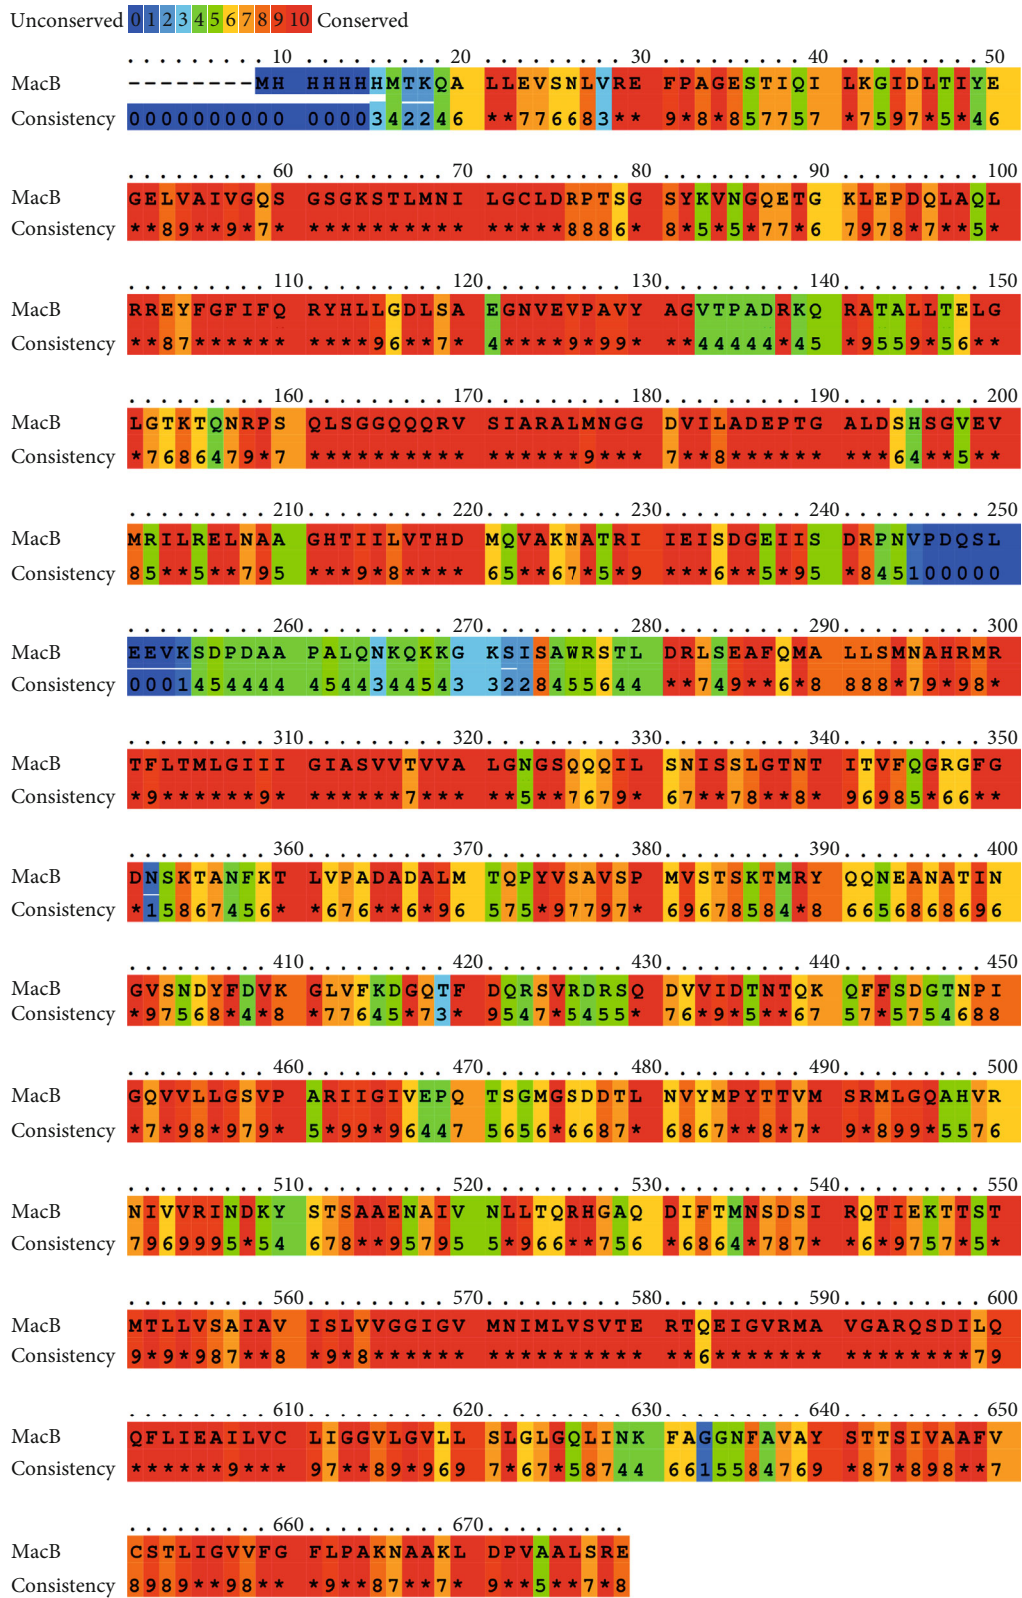 Unconserved 0 1 2 3 4 5 6 7 8 9 10 Conserved
. . . . . . . . 10 . . . . . . . . 20 . . . . . . . . 30 . . . . . . . . 40 . . . . . . . . 50
MacB -------MH HHHHHMTKQA LLEVSNLVRE FPAGESTIQI LKGIDLTIYE
Consistency 0000000000 0000342246 **776683** 9*8*857757 *7597*5*46
. . . . . . . . 60 . . . . . . . . 70 . . . . . . . . 80 . . . . . . . . 90 . . . . . . . . 100
MacB GELVAIVGQS GSGKSTLMNI LGCLDRPTSG SYKVNGQETG KLEPDQLAQL
Consistency **89**9*7* ********** *****8886* 8*5*5*77*6 7978*7**5*
. . . . . . . . 110 . . . . . . . . 120 . . . . . . . . 130 . . . . . . . . 140 . . . . . . . . 150
MacB RREYFGFIFQ RYHLLGDLSA EGNVEVPAVY AGVTPADRKQ RATALLTELG
Consistency **87****** ****96**7* 4****9*99* **44444*45 *9559*56**
. . . . . . . . 160 . . . . . . . . 170 . . . . . . . . 180 . . . . . . . . 190 . . . . . . . . 200
MacB LGTKTQNRPS QLSGGQQQRV SIARALMNGG DVILADEPTG ALDSHSGVEV
Consistency *7686479*7 ********** ******9*** 7**8****** ***64**5**
. . . . . . . . 210 . . . . . . . . 220 . . . . . . . . 230 . . . . . . . . 240 . . . . . . . . 250
MacB MRILRELNAA GHTIILVTHD MQVAKNATRI IEISDGEIIS DRPNVPDQSL
Consistency 85**5**795 ***9*8**** 65**67*5*9 ***6**5*95 *845100000
. . . . . . . . 260 . . . . . . . . 270 . . . . . . . . 280 . . . . . . . . 290 . . . . . . . . 300
MacB EEVKSDPDAA PALQNKQKKG KSISAWRSTL DRLSEAFQMA LLSMNAHRMR
Consistency 0001454444 4544344543 3228455644 **749**6*8 888*79*98*
. . . . . . . . 310 . . . . . . . . 320 . . . . . . . . 330 . . . . . . . . 340 . . . . . . . . 350
MacB TFLTMLGIII GIASVVTVVA LGNGSQQQIL SNISSLGTNT ITVFQGRGFG
Consistency *9******9* ******7*** **5**7679* 67**78**8* 96985*66**
. . . . . . . . 360 . . . . . . . . 370 . . . . . . . . 380 . . . . . . . . 390 . . . . . . . . 400
MacB DNSKTANFKT LVPADADALM TQPYVSAVSP MVSTSKTMRY QQNEANATIN
Consistency *15867456* *676**6*96 575*97797* 69678584*8 6656868696
. . . . . . . . 410 . . . . . . . . 420 . . . . . . . . 430 . . . . . . . . 440 . . . . . . . . 450
MacB GVSNDYFDVK GLVFKDGQTF DQRSVRDRSQ DVVIDTNTQK QFFSDGTNPI
Consistency *97568*4*8 *77645*73* 9547*5455* 76*9*5**67 57*5754688
. . . . . . . . 460 . . . . . . . . 470 . . . . . . . . 480 . . . . . . . . 490 . . . . . . . . 500
MacB GQVVLLGSVP ARIIGIVEPQ TSGMGSDDTL NVYMPYTTVM SRMLGQAHVR
Consistency *7*98*979* 5*99*96447 5656*6687* 6867**8*7* 9*899*5576
. . . . . . . . 510 . . . . . . . . 520 . . . . . . . . 530 . . . . . . . . 540 . . . . . . . . 550
MacB NIVVRINDKY STSAAENAIV NLLTQRHGAQ DIFTMNSDSI RQTIEKTTST
Consistency 7969995*54 678**95795 5*966**756 *6864*787* *6*9757*5*
. . . . . . . . 560 . . . . . . . . 570 . . . . . . . . 580 . . . . . . . . 590 . . . . . . . . 600
MacB MTLLVSAIAV ISLVVGGIGV MNIMLVSVTE RTQEIGVRMA VGARQSDILQ
Consistency 9*9*987**8 *9*8****** ********** **6******* ********79
. . . . . . . . 610 . . . . . . . . 620 . . . . . . . . 630 . . . . . . . . 640 . . . . . . . . 650
MacB QFLIEAILVC LIGGVLGVLL SLGLGQLINK FAGGNFAVAY STTSIVAAFV
Consistency ******9*** 97**89*969 7*67*58744 6615584769 *87*898**7
. . . . . . . . 660 . . . . . . . . 670 . . . . . . . .
MacB CSTLIGVVFG FLPAKNAAKL DPVAALSRE
Consistency 8989**98** *9**87**7* 9**5**7*8